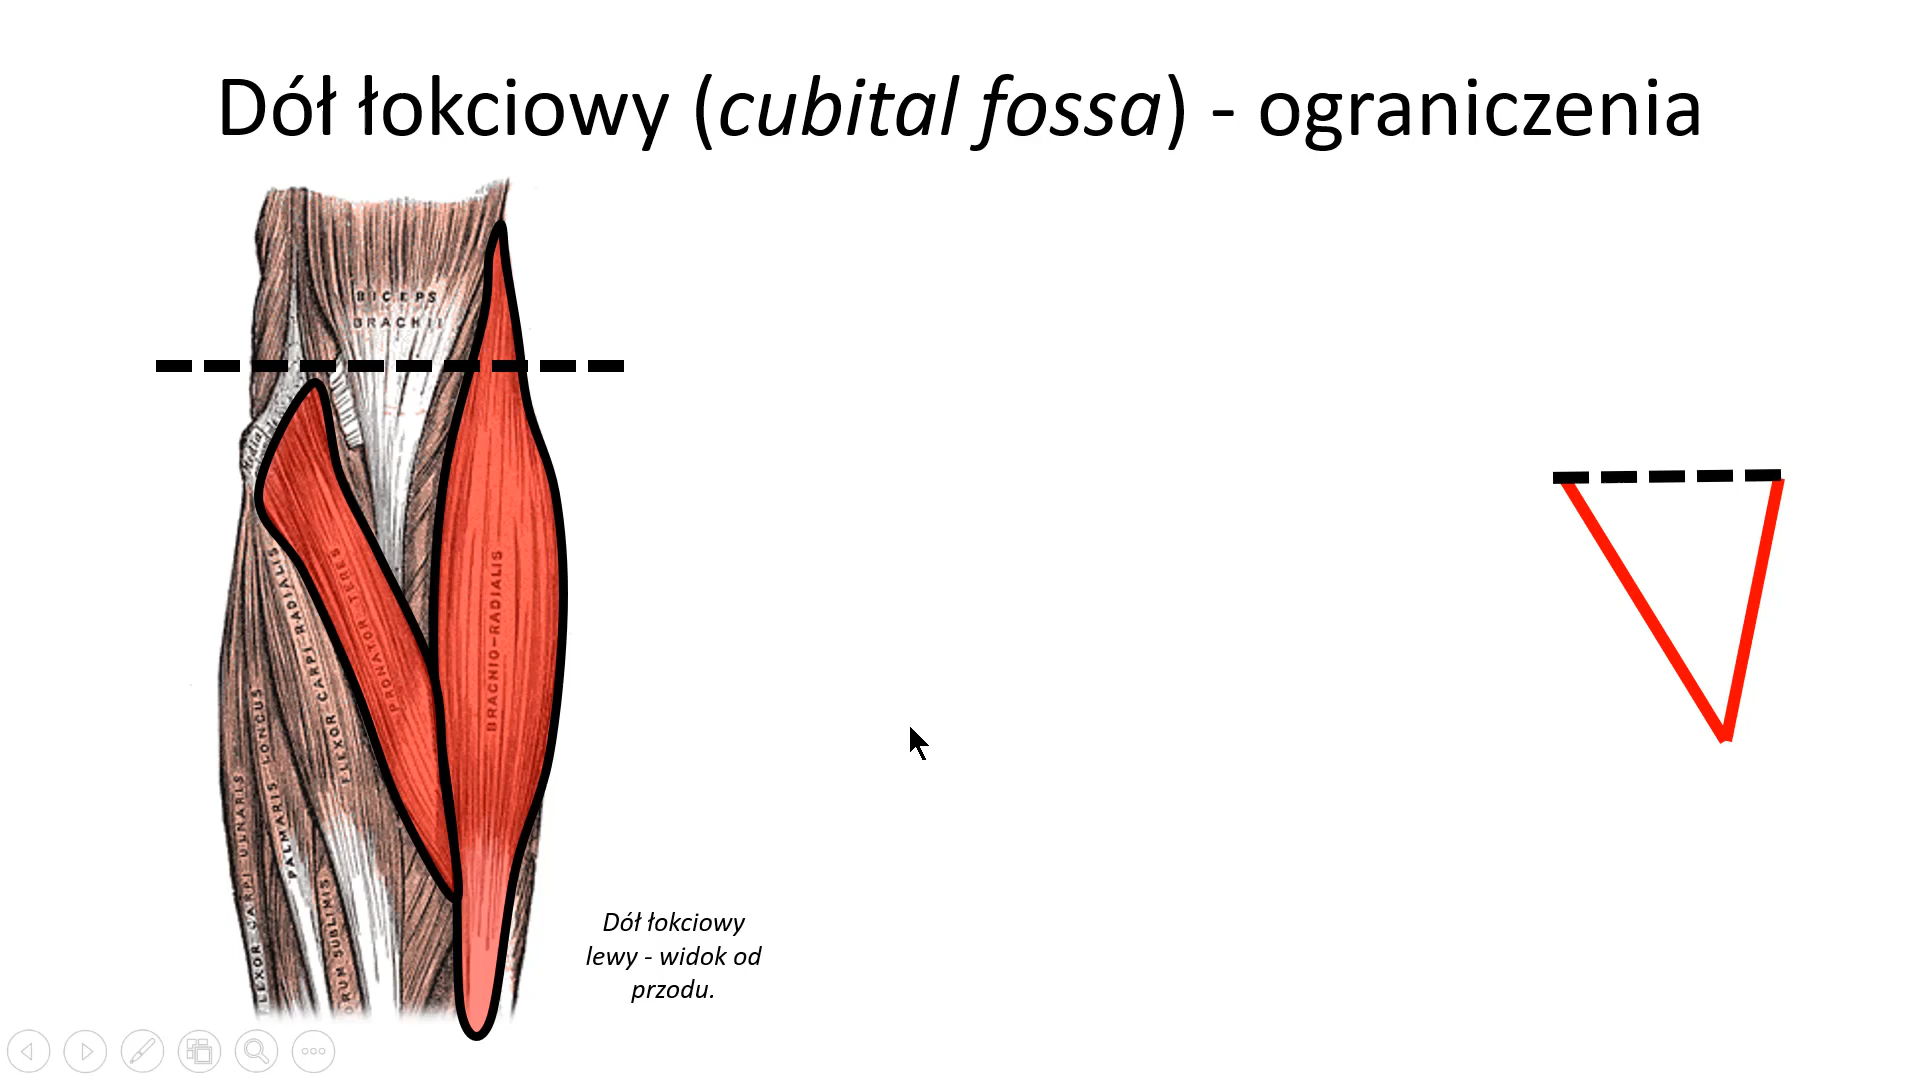 Dół łokciowy (cubital fossa) - ograniczenia
BICEPS
BRACHII
PRONATOR TERES
BRACHIO-RADIALIS
FLEXOR CARPI RADIALIS
PALMARIS LONGUS
FLEXOR CARPI ULNARIS
SUBLIMIS
Dół łokciowy
lewy - widok od
przodu.